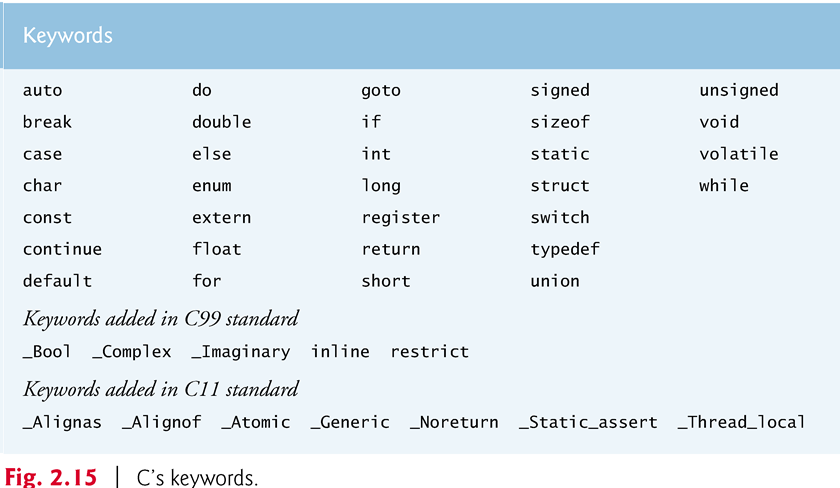 Keywords
auto do goto signed unsigned
break double if sizeof void
case else int static volatile
char enum long struct while
const extern register switch
continue float return typedef
default for short union
Keywords added in C99 standard
_Bool _Complex _Imaginary inline restrict
Keywords added in C11 standard
_Alignas _Alignof _Atomic _Generic _Noreturn _Static_assert _Thread_local
Fig. 2.15 | C's keywords.